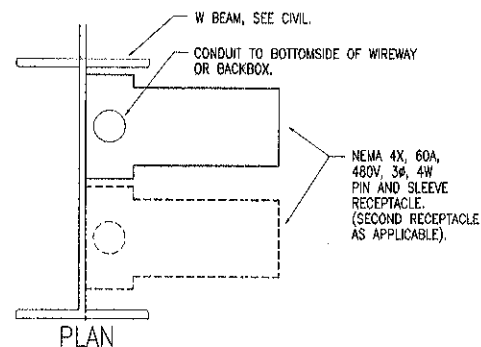 W BEAM, SEE CIVIL.
CONDUIT TO BOTTOMSIDE OF WIREWAY
OR BACKBOX.
NEMA 4X, 60A,
480V, 3ø, 4W
PIN AND SLEEVE
RECEPTACLE.
(SECOND RECEPTACLE
AS APPLICABLE).
PLAN